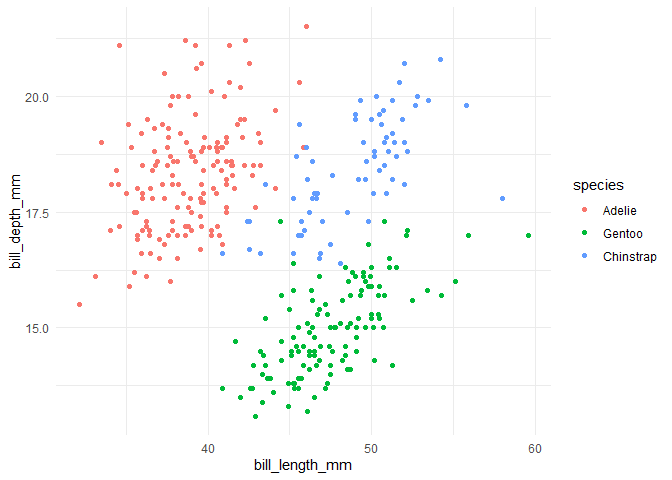 20.0
17.5
15.0
bill_depth_mm
40
50
60
bill_length_mm
species
Adelie
Gentoo
Chinstrap